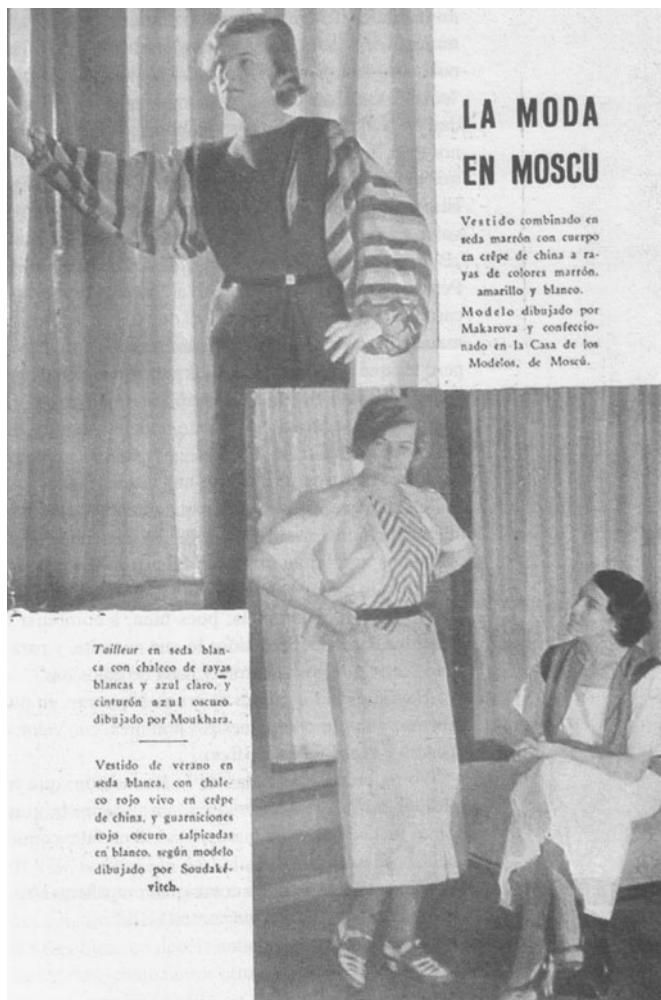 LA MODA
EN MOSCU
Vestido combinado en
seda marrón con cuerpo
en crêpe de china a ra-
yas de colores marrón,
amarillo y blanco.
Modelo dibujado por
Makarova y confeccio-
nado en la Casa de los
Modelos, de Moscú.
Tailleur en seda blan-
ca con chaleco de rayas
blancas y azul claro, y
cinturón azul oscuro
dibujado por Moukhara.
Vestido de verano en
seda blanca, con chale-
co rojo vivo en crêpe
de china, y guarniciones
rojo oscuro salpicadas
en blanco, según modelo
dibujado por Soudaké-
vitch.